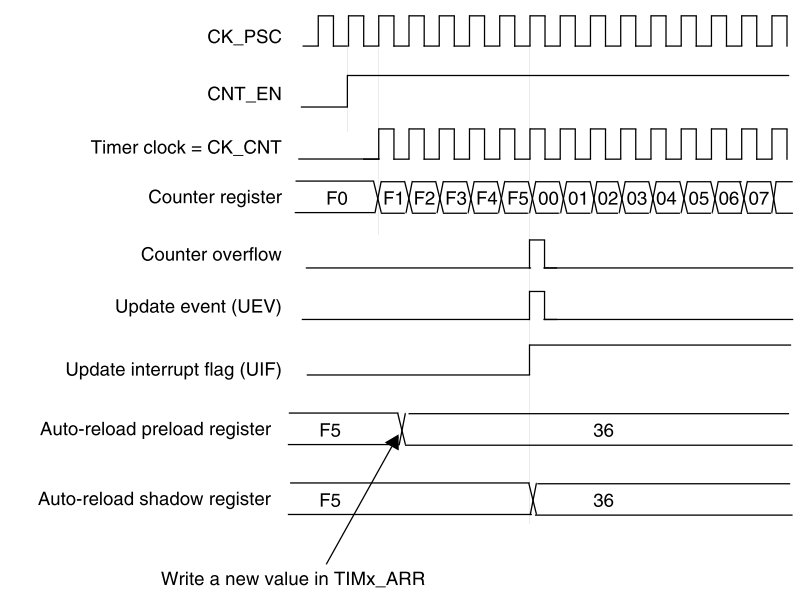 CK_PSC
CNT_EN
Timer clock = CK_CNT
Counter register F0 F1 F2 F3 F4 F5 00 01 02 03 04 05 06 07
Counter overflow
Update event (UEV)
Update interrupt flag (UIF)
Auto-reload preload register F5 36
Auto-reload shadow register F5 36
Write a new value in TIMx_ARR